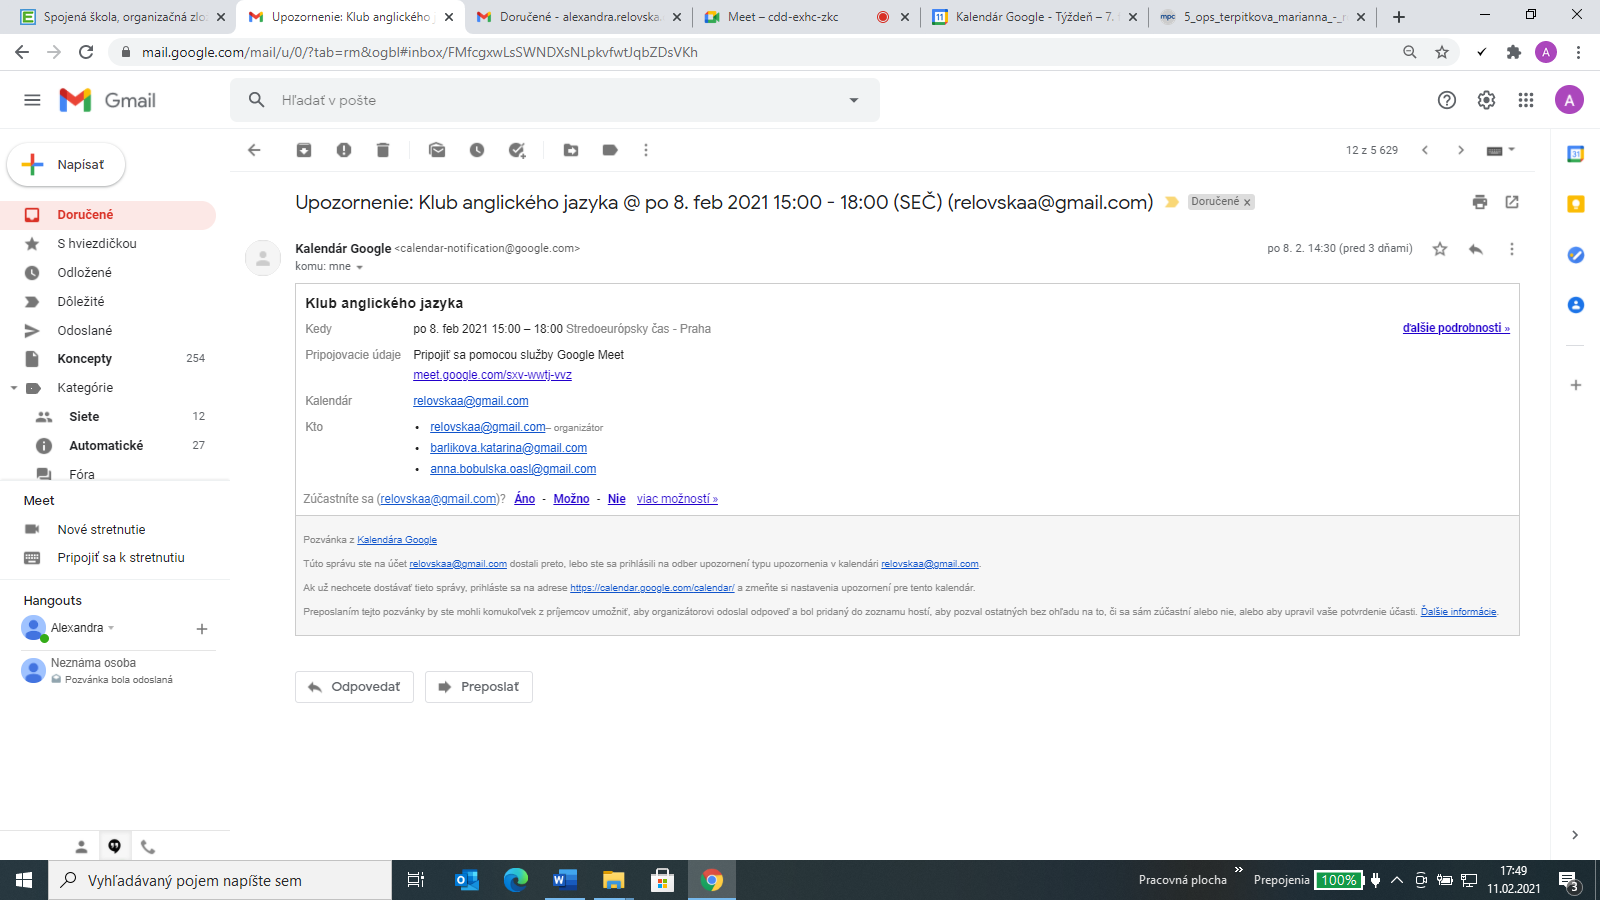 Spojená škola, organizačná zlo
Upozornenie: Klub anglického j
Doručené - alexandra.relovska.
Meet – cdd-exhc-zkc
Kalendár Google - Týždeň – 7.
5_ops_terpitkova_marianna_-_r
mail.google.com/mail/u/0/?tab=rm&ogbl#inbox/FMfcgxwLsSWNDXsNLpkvfwtJqbZDsVKh
A
Gmail
Hľadať v pošte
A
Napísať
12 z 5 629
Doručené
S hviezdičkou
Odložené
Dôležité
Odoslané
Koncepty 254
Kategórie
Siete 12
Automatické 27
Fóra
Meet
Nové stretnutie
Pripojiť sa k stretnutiu
Hangouts
Alexandra
Neznáma osoba
Pozvánka bola odoslaná
Upozornenie: Klub anglického jazyka @ po 8. feb 2021 15:00 - 18:00 (SEČ) (relovskaa@gmail.com) Doručené x
Kalendár Google <calendar-notification@google.com>
po 8. 2. 14:30 (pred 3 dňami)
komu: mne
Klub anglického jazyka
Kedy po 8. feb 2021 15:00 – 18:00 Stredoeurópsky čas - Praha
ďalšie podrobnosti »
Pripojovacie údaje Pripojiť sa pomocou služby Google Meet
meet.google.com/sxv-wwtj-vvz
Kalendár relovskaa@gmail.com
Kto • relovskaa@gmail.com– organizátor
• barlikova.katarina@gmail.com
• anna.bobulska.oasl@gmail.com
Zúčastníte sa (relovskaa@gmail.com)? Áno - Možno - Nie viac možností »
Pozvánka z Kalendára Google
Túto správu ste na účet relovskaa@gmail.com dostali preto, lebo ste sa prihlásili na odber upozornení typu upozornenia v kalendári relovskaa@gmail.com.
Ak už nechcete dostávať tieto správy, prihláste sa na adrese https://calendar.google.com/calendar/ a zmeňte si nastavenia upozornení pre tento kalendár.
Preposlaním tejto pozvánky by ste mohli komukoľvek z príjemcov umožniť, aby organizátorovi odoslal odpoveď a bol pridaný do zoznamu hostí, aby pozval ostatných bez ohľadu na to, či sa sám zúčastní alebo nie, alebo aby upravil vaše potvrdenie účasti. Ďalšie informácie.
Odpovedať
Preposlať
Vyhľadávaný pojem napíšte sem
Pracovná plocha »
Prepojenia
100%
17:49
11.02.2021
3